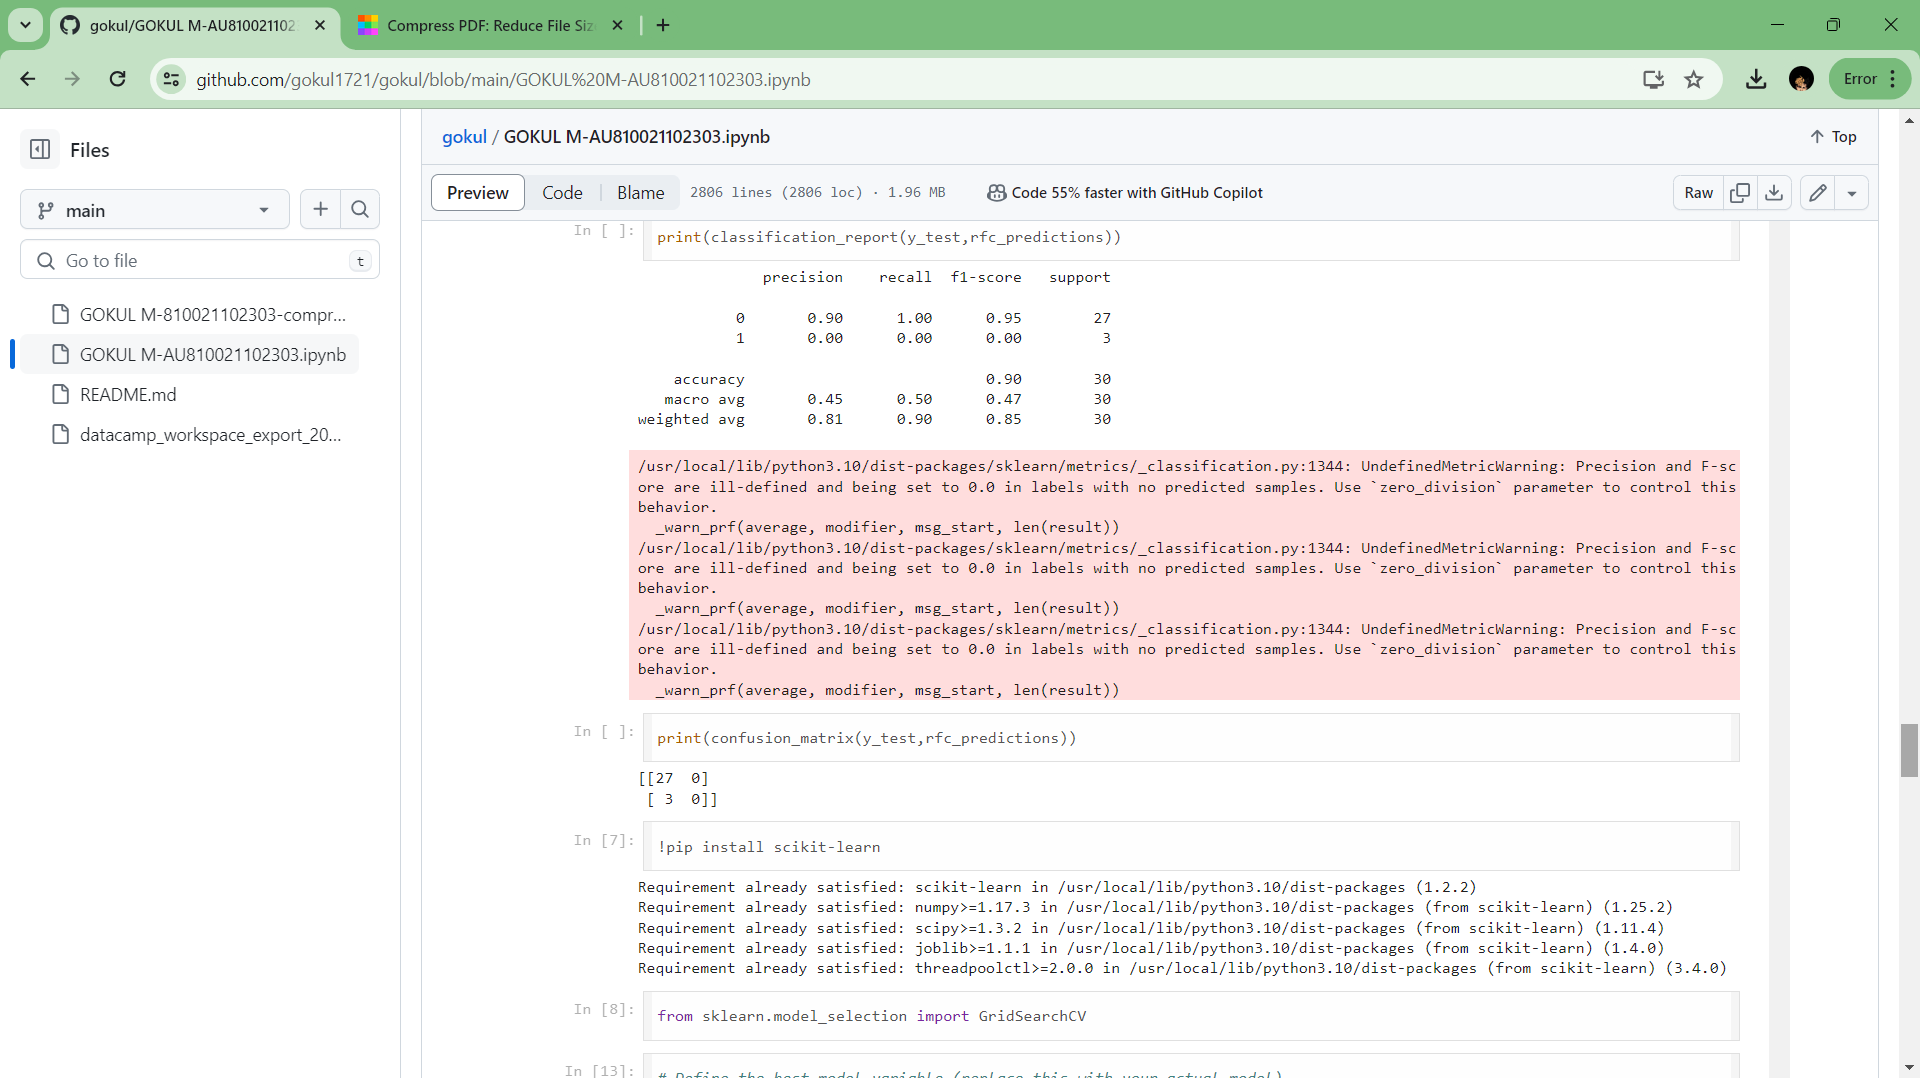 gokul/GOKUL M-AU810021102
Compress PDF: Reduce File Siz
github.com/gokul1721/gokul/blob/main/GOKUL%20M-AU810021102303.ipynb
Error
Files
main
Go to file
t
GOKUL M-810021102303-compr...
GOKUL M-AU810021102303.ipynb
README.md
datacamp_workspace_export_20...
gokul / GOKUL M-AU810021102303.ipynb
Top
Preview Code Blame 2806 lines (2806 loc) · 1.96 MB Code 55% faster with GitHub Copilot Raw
In [ ]: print(classification_report(y_test,rfc_predictions))
precision recall f1-score support
0 0.90 1.00 0.95 27
1 0.00 0.00 0.00 3
accuracy 0.90 30
macro avg 0.45 0.50 0.47 30
weighted avg 0.81 0.90 0.85 30
/usr/local/lib/python3.10/dist-packages/sklearn/metrics/_classification.py:1344: UndefinedMetricWarning: Precision and F-sc
ore are ill-defined and being set to 0.0 in labels with no predicted samples. Use `zero_division` parameter to control this
behavior.
_warn_prf(average, modifier, msg_start, len(result))
/usr/local/lib/python3.10/dist-packages/sklearn/metrics/_classification.py:1344: UndefinedMetricWarning: Precision and F-sc
ore are ill-defined and being set to 0.0 in labels with no predicted samples. Use `zero_division` parameter to control this
behavior.
_warn_prf(average, modifier, msg_start, len(result))
/usr/local/lib/python3.10/dist-packages/sklearn/metrics/_classification.py:1344: UndefinedMetricWarning: Precision and F-sc
ore are ill-defined and being set to 0.0 in labels with no predicted samples. Use `zero_division` parameter to control this
behavior.
_warn_prf(average, modifier, msg_start, len(result))
In [ ]: print(confusion_matrix(y_test,rfc_predictions))
[[27 0]
[ 3 0]]
In [7]: !pip install scikit-learn
Requirement already satisfied: scikit-learn in /usr/local/lib/python3.10/dist-packages (1.2.2)
Requirement already satisfied: numpy>=1.17.3 in /usr/local/lib/python3.10/dist-packages (from scikit-learn) (1.25.2)
Requirement already satisfied: scipy>=1.3.2 in /usr/local/lib/python3.10/dist-packages (from scikit-learn) (1.11.4)
Requirement already satisfied: joblib>=1.1.1 in /usr/local/lib/python3.10/dist-packages (from scikit-learn) (1.4.0)
Requirement already satisfied: threadpoolctl>=2.0.0 in /usr/local/lib/python3.10/dist-packages (from scikit-learn) (3.4.0)
In [8]: from sklearn.model_selection import GridSearchCV
In [13]: # Define the best_model variable (replace this with your actual model)